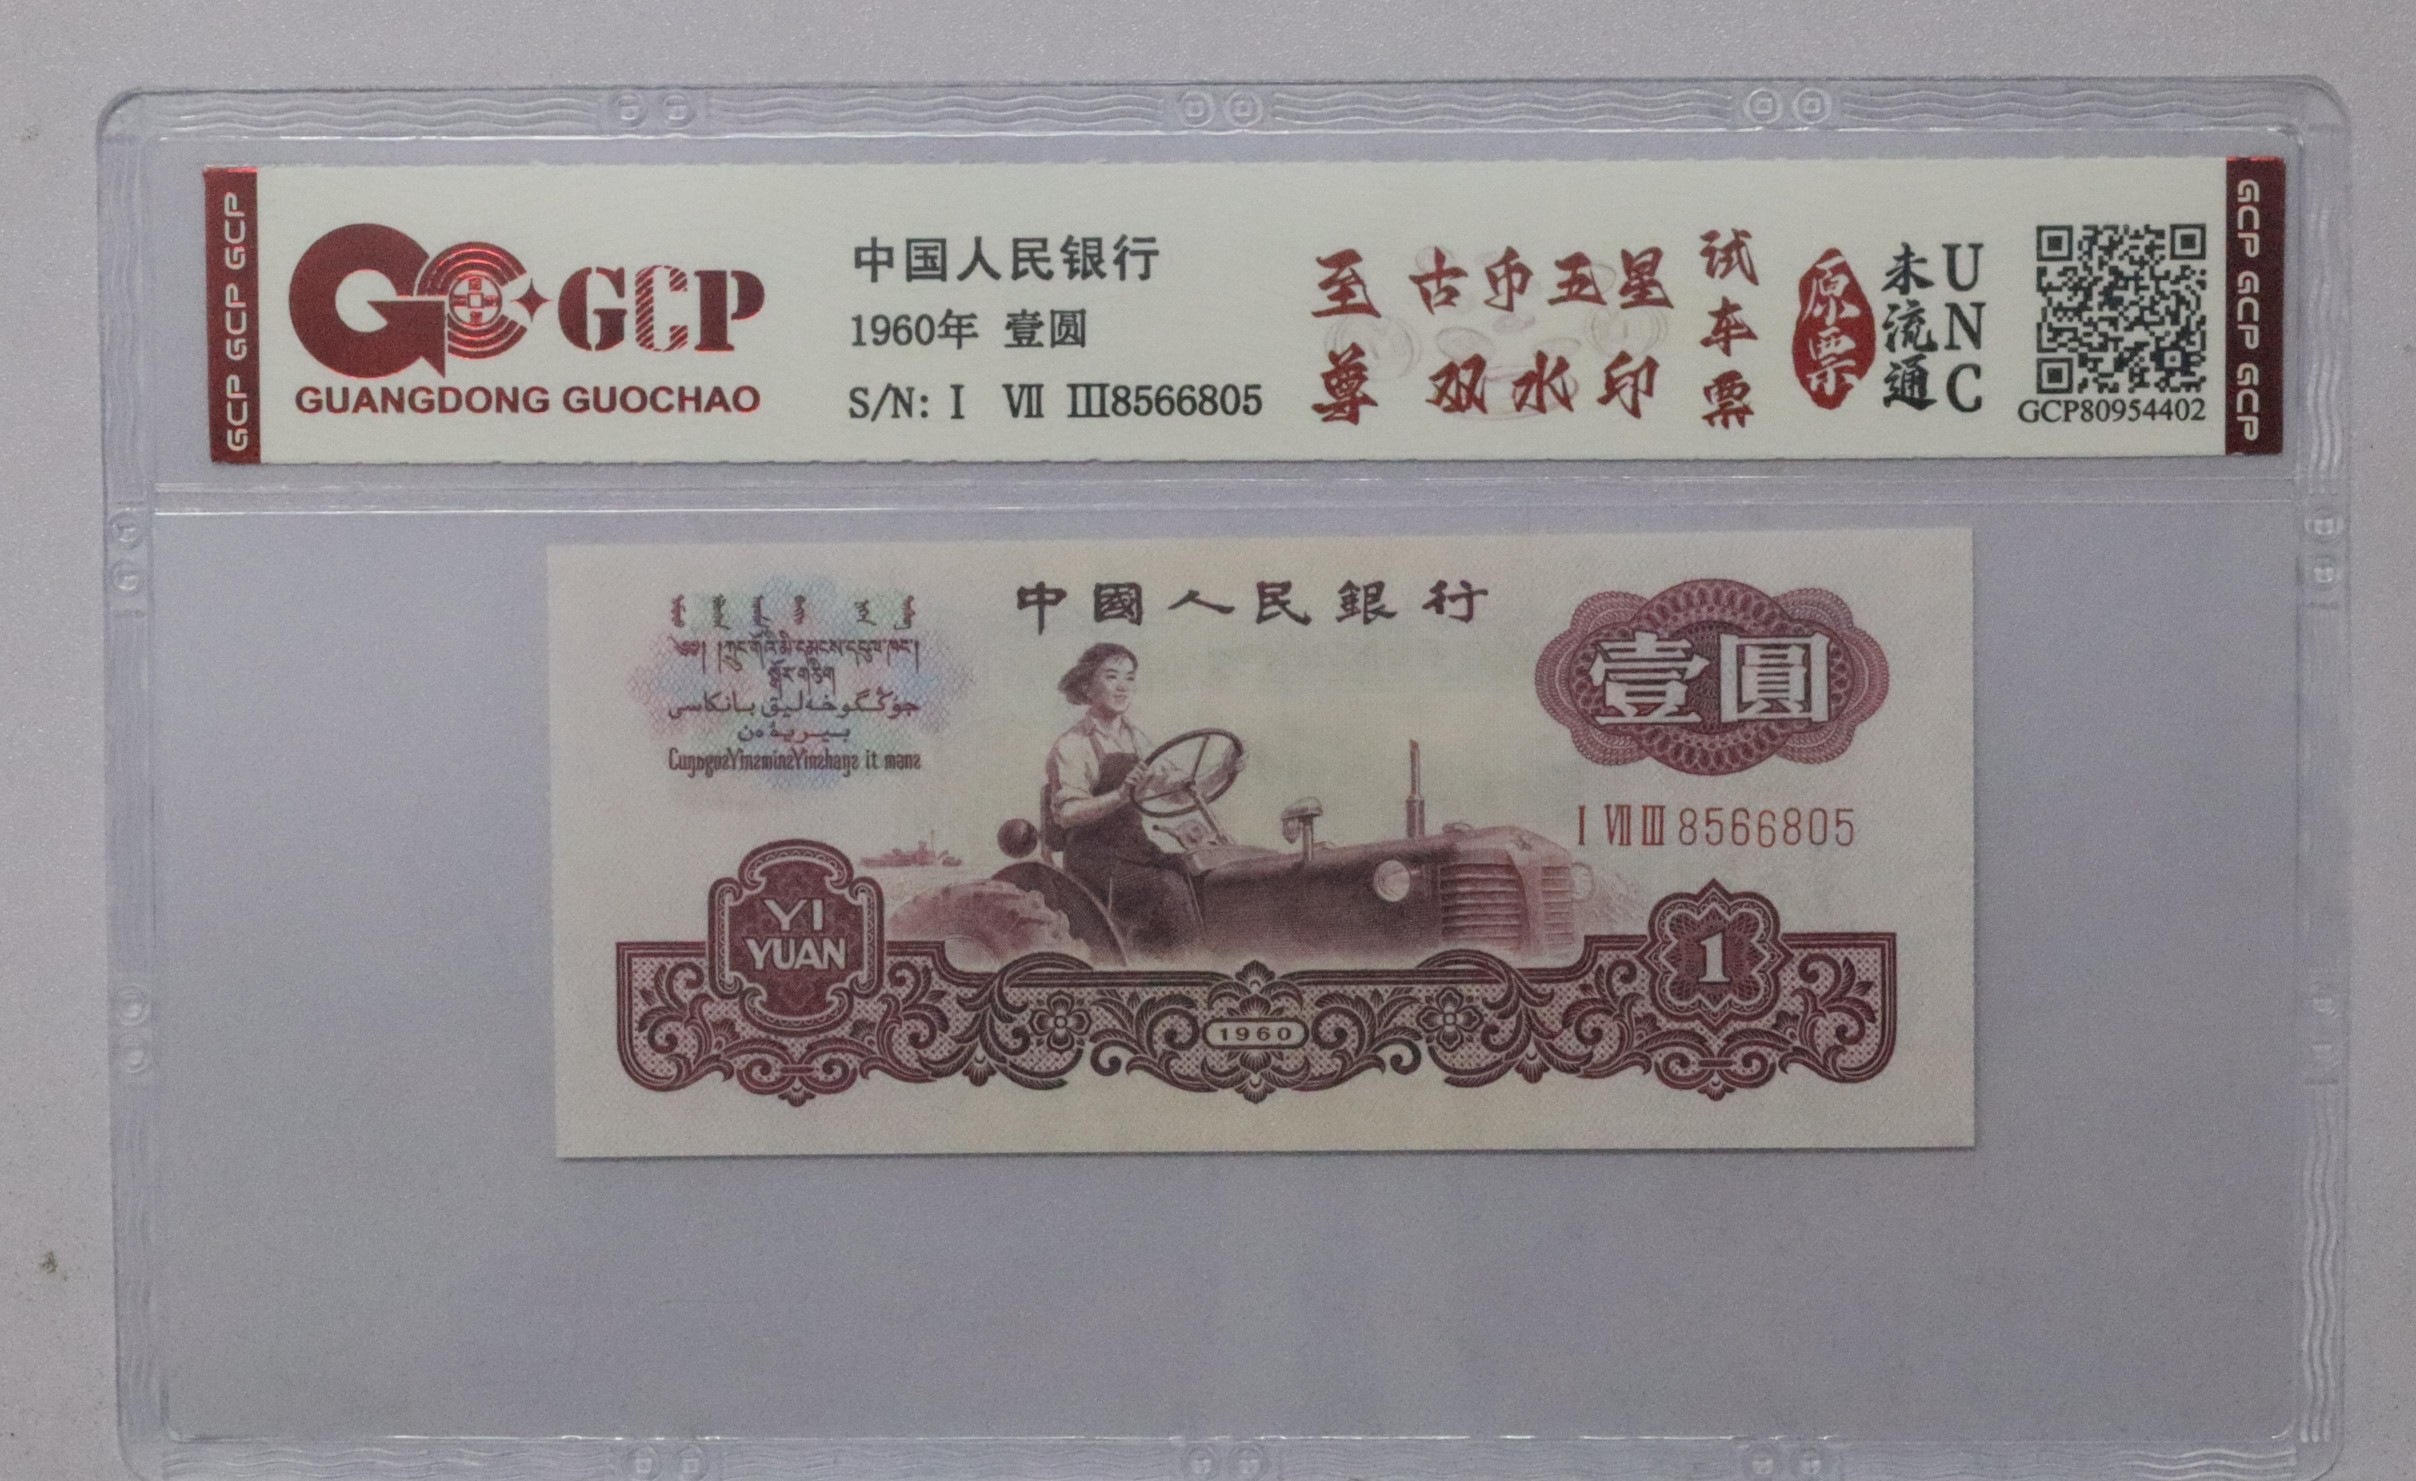 GCP GCP GCP
GCP
GUANGDONG GUOCHAO
中国人民银行
1960年 壹圆
S/N: I VII III8566805
至尊
古币五星
双水印
试车票
原票
未流通
UNC
GCP80954402
GCP GCP GCP
中國人民銀行
壹圓
CunƨgoƨYinƨminƨYinƨhaŋƨ it mənƨ
I VII III 8566805
YI
YUAN
1
1960